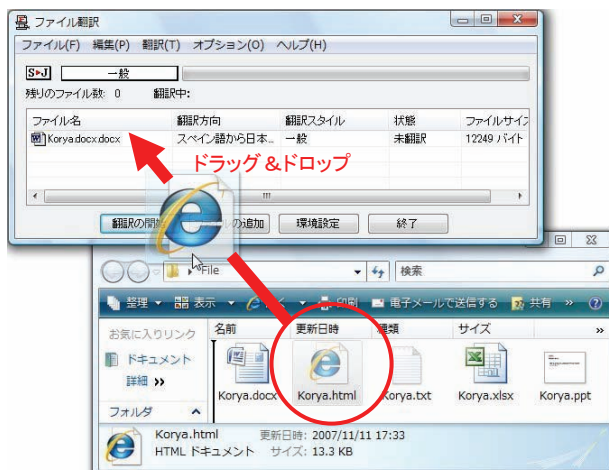 ファイル翻訳
ファイル(F) 編集(P) 翻訳(T) オプション(O) ヘルプ(H)
S▶J 一般
残りのファイル数: 0 翻訳中:
ファイル名 翻訳方向 翻訳スタイル 状態 ファイルサイズ
Korya.docx.docx スペイン語から日本... 一般 未翻訳 12249 バイト
ドラッグ&ドロップ
翻訳の開始 の追加 環境設定 終了
File 検索
整理 表示 印刷 電子メールで送信する 共有 »
お気に入りリンク 名前 更新日時 種類 サイズ »
ドキュメント
詳細 »
Korya.docx Korya.html Korya.txt Korya.xlsx Korya.ppt
フォルダ
Korya.html 更新日時: 2007/11/11 17:33
HTML ドキュメント サイズ: 13.3 KB